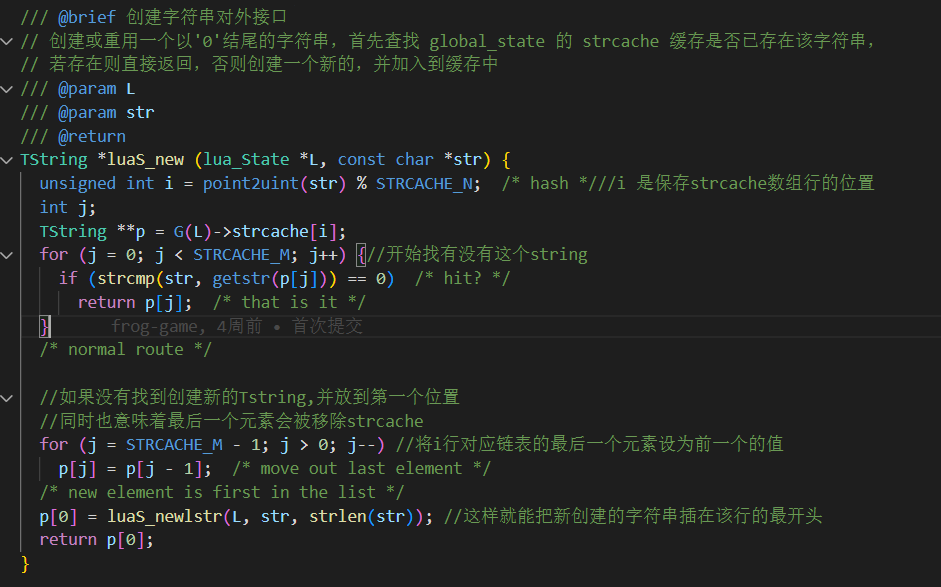 /// @brief 创建字符串对外接口
// 创建或重用一个以'0'结尾的字符串，首先查找 global_state 的 strcache 缓存是否已存在该字符串，
// 若存在则直接返回，否则创建一个新的，并加入到缓存中
/// @param L
/// @param str
/// @return
TString *luaS_new (lua_State *L, const char *str) {
  unsigned int i = point2uint(str) % STRCACHE_N;  /* hash *///i 是保存strcache数组行的位置
  int j;
  TString **p = G(L)->strcache[i];
  for (j = 0; j < STRCACHE_M; j++) {//开始找有没有这个string
    if (strcmp(str, getstr(p[j])) == 0)  /* hit? */
      return p[j];  /* that is it */
  }      frog-game, 4周前 • 首次提交
  /* normal route */
  //如果没有找到创建新的Tstring,并放到第一个位置
  //同时也意味着最后一个元素会被移除strcache
  for (j = STRCACHE_M - 1; j > 0; j--) //将i行对应链表的最后一个元素设为前一个的值
    p[j] = p[j - 1];  /* move out last element */
  /* new element is first in the list */
  p[0] = luaS_newlstr(L, str, strlen(str)); //这样就能把新创建的字符串插在该行的最开头
  return p[0];
}